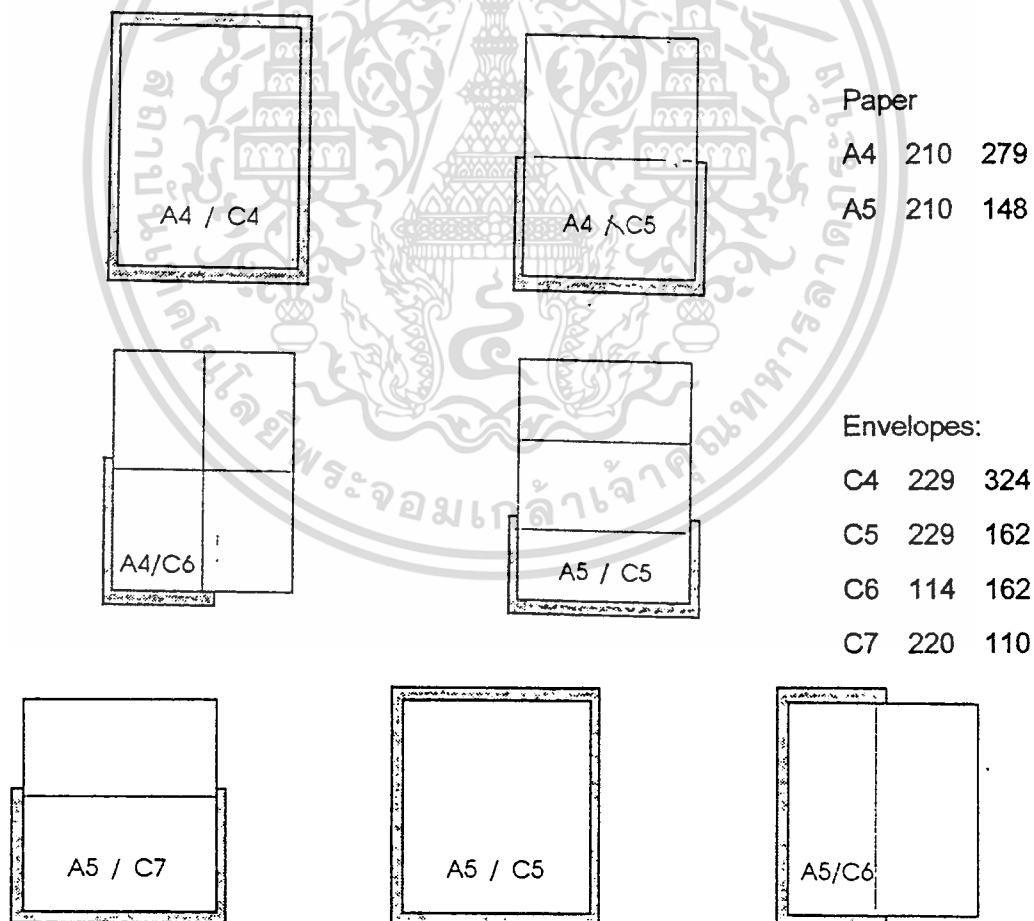 A4 / C4
A4 / C5
Paper
A4 210 279
A5 210 148
A4/C6
A5 / C5
Envelopes:
C4 229 324
C5 229 162
C6 114 162
C7 220 110
A5 / C7
A5 / C5
A5/C6